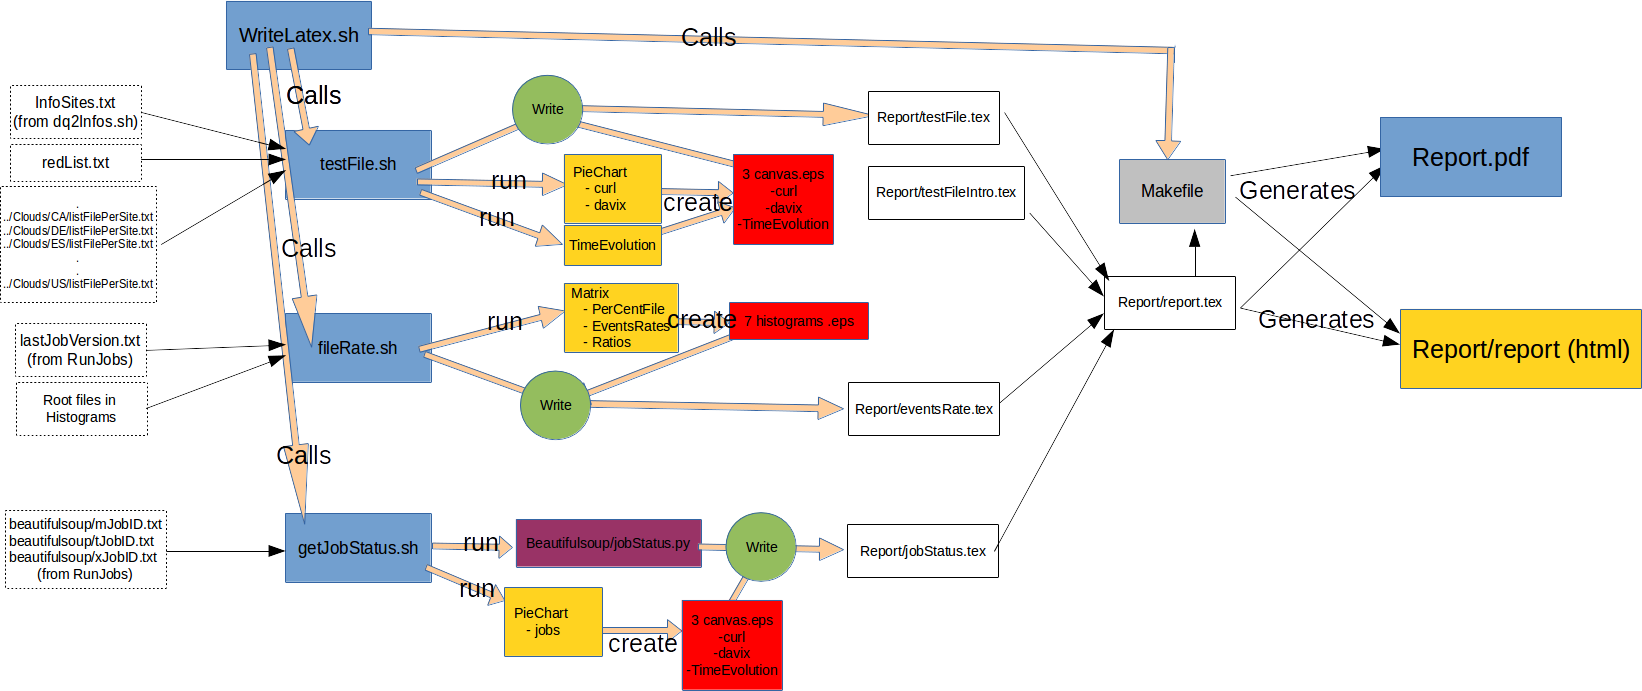 WriteLatex.sh
Calls
InfoSites.txt
(from dq2Infos.sh)
redList.txt
.
../Clouds/CA/listFilePerSite.txt
../Clouds/DE/listFilePerSite.txt
../Clouds/ES/listFilePerSite.txt
.
.
../Clouds/US/listFilePerSite.txt
Calls
testFile.sh
Write
run
run
PieChart
- curl
- davix
TimeEvolution
create
3 canvas.eps
-curl
-davix
-TimeEvolution
Report/testFile.tex
Report/testFileIntro.tex
Makefile
Generates
Report.pdf
Calls
lastJobVersion.txt
(from RunJobs)
Root files in
Histograms
fileRate.sh
run
Matrix
- PerCentFile
- EventsRates
- Ratios
create
7 histograms .eps
Write
Report/eventsRate.tex
Report/report.tex
Generates
Report/report (html)
Calls
beautifulsoup/mJobID.txt
beautifulsoup/tJobID.txt
beautifulsoup/xJobID.txt
(from RunJobs)
getJobStatus.sh
run
Beautifulsoup/jobStatus.py
Write
Report/jobStatus.tex
run
PieChart
- jobs
create
3 canvas.eps
-curl
-davix
-TimeEvolution